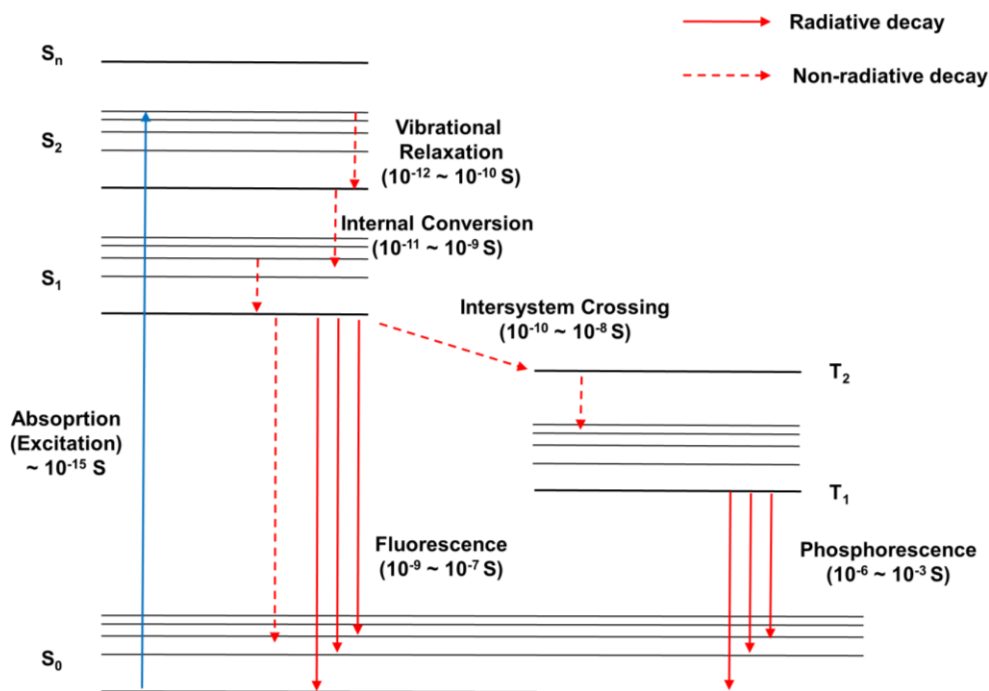 Radiative decay
Non-radiative decay
Sₙ
S₂
Vibrational
Relaxation
(10⁻¹² ~ 10⁻¹⁰ S)
Internal Conversion
(10⁻¹¹ ~ 10⁻⁹ S)
S₁
Intersystem Crossing
(10⁻¹⁰ ~ 10⁻⁸ S)
T₂
Absoprtion
(Excitation)
~ 10⁻¹⁵ S
T₁
Fluorescence
(10⁻⁹ ~ 10⁻⁷ S)
Phosphorescence
(10⁻⁶ ~ 10⁻³ S)
S₀